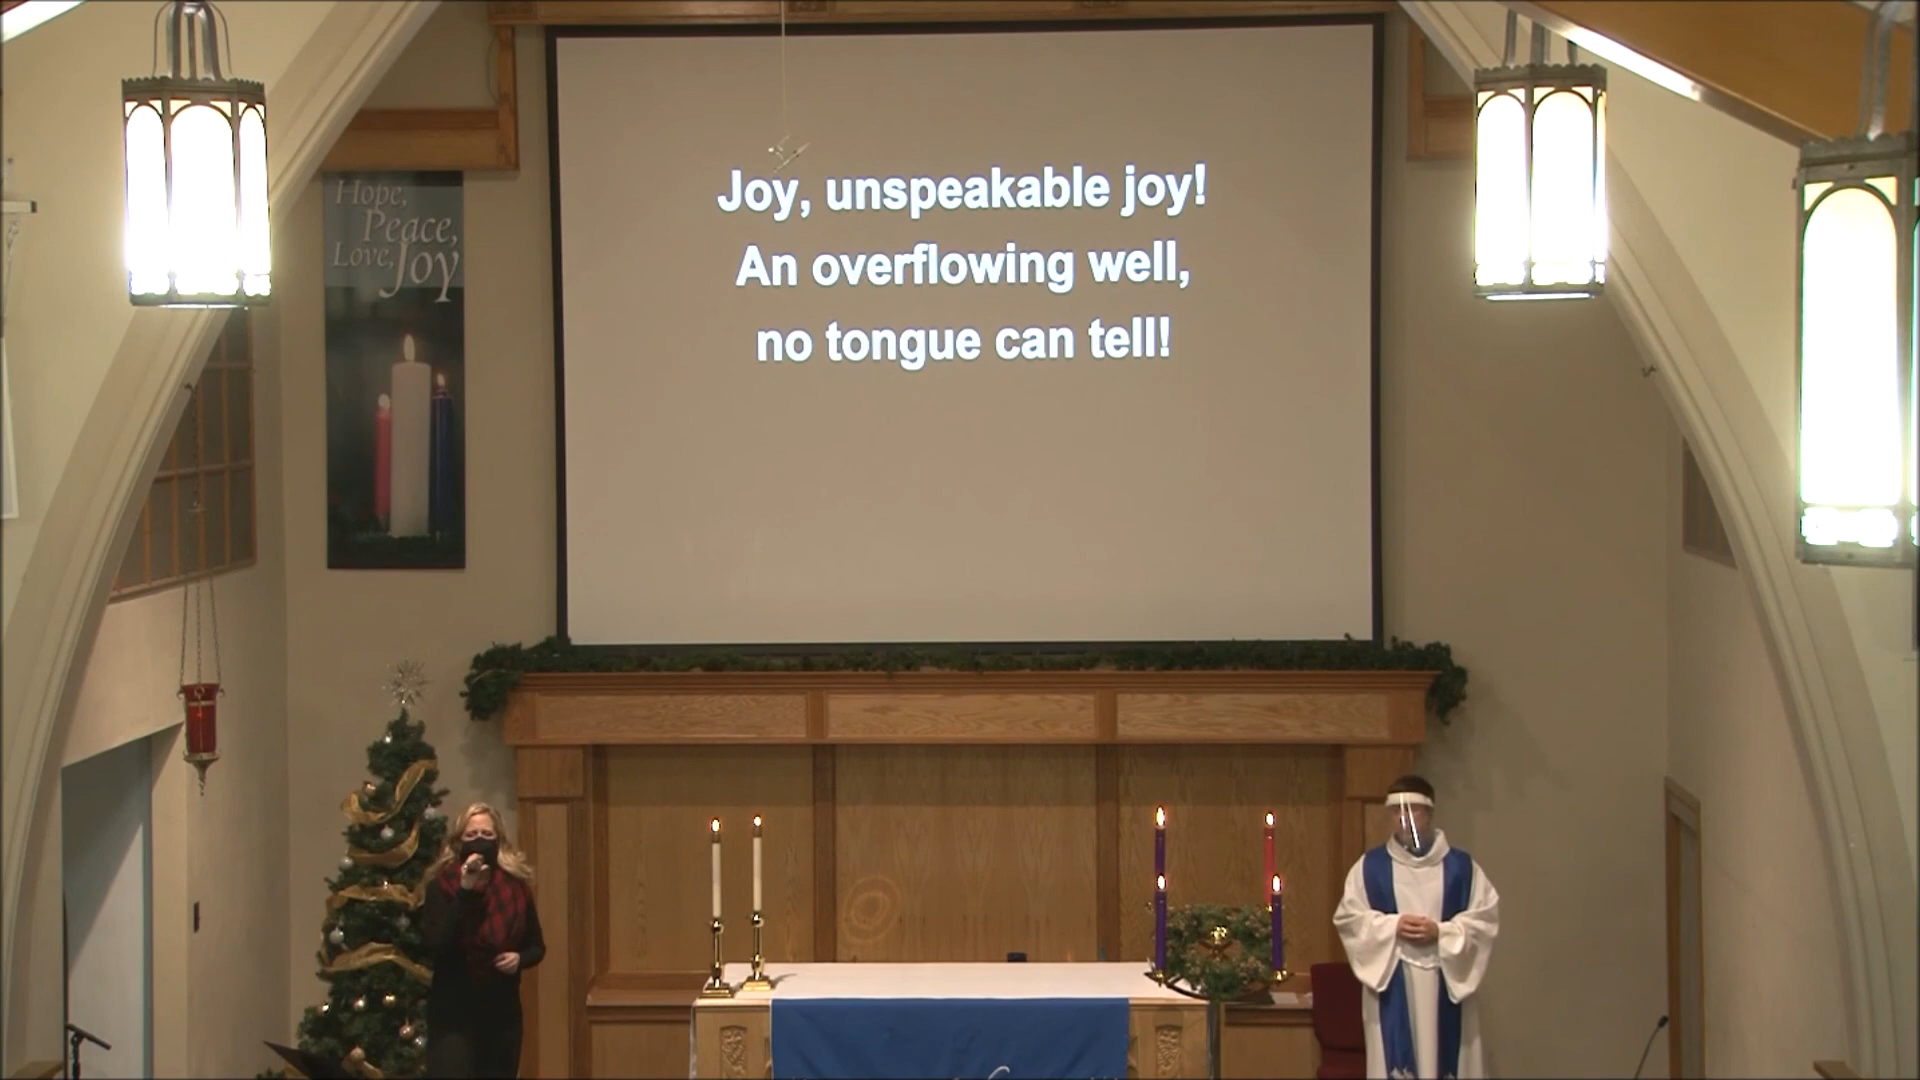 Hope,
Peace,
Love, Joy
Joy, unspeakable joy!
An overflowing well,
no tongue can tell!